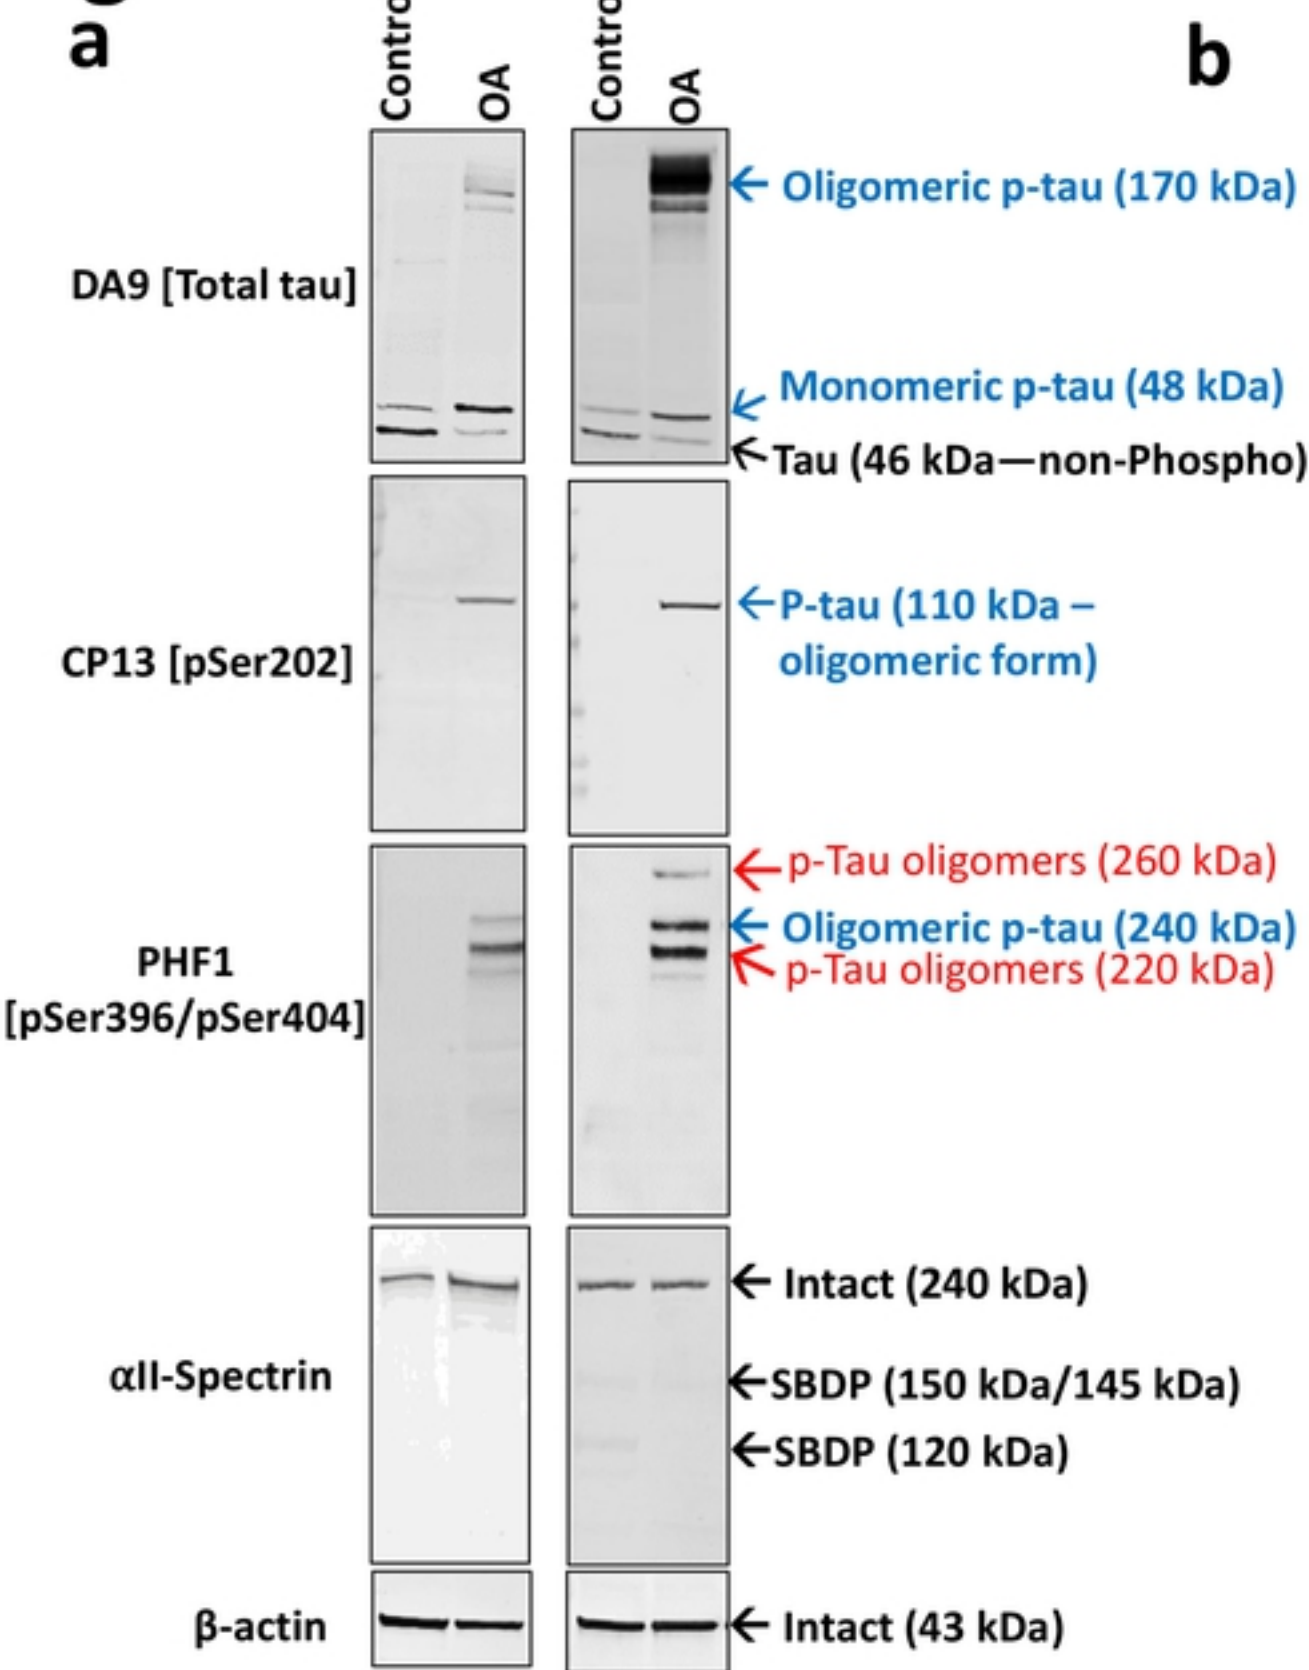 a
b
Contro
OA
Contro
OA
DA9 [Total tau]
←Oligomeric p-tau (170 kDa)
Monomeric p-tau (48 kDa)
Tau (46 kDa—non-Phospho)
CP13 [pSer202]
←P-tau (110 kDa –
oligomeric form)
PHF1
[pSer396/pSer404]
←p-Tau oligomers (260 kDa)
←Oligomeric p-tau (240 kDa)
p-Tau oligomers (220 kDa)
αII-Spectrin
←Intact (240 kDa)
←SBDP (150 kDa/145 kDa)
←SBDP (120 kDa)
β-actin
←Intact (43 kDa)